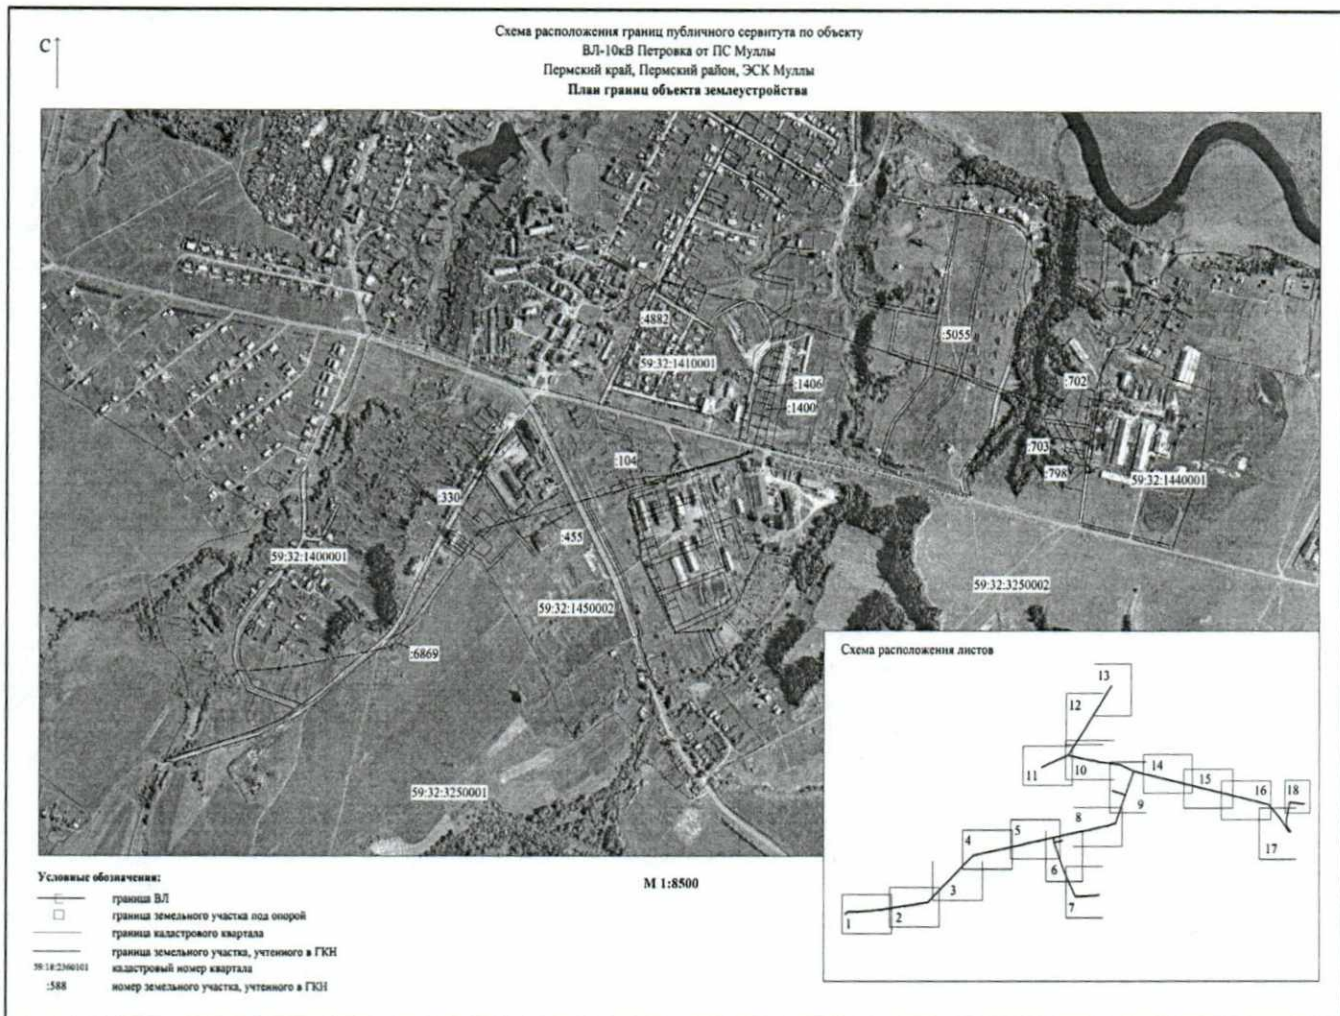 С
Схема расположения границ публичного сервитута по объекту
ВЛ-10кВ Петровка от ПС Муллы
Пермский край, Пермский район, ЭСК Муллы
План границ объекта землеустройства
:4882
59:32:1410001
:1406
:1400
:5055
:702
:703
:798
59:32:1440001
:104
:330
:455
59:32:1400001
59:32:1450002
59:32:3250002
:6869
59:32:3250001
Схема расположения листов
13
12
11
10
14
15
16
18
9
8
17
5
4
6
3
7
2
1
М 1:8500
Условные обозначения:
граница ВЛ
граница земельного участка под опорой
граница кадастрового квартала
граница земельного участка, учтенного в ГКН
59:18:2360101 кадастровый номер квартала
:588 номер земельного участка, учтенного в ГКН